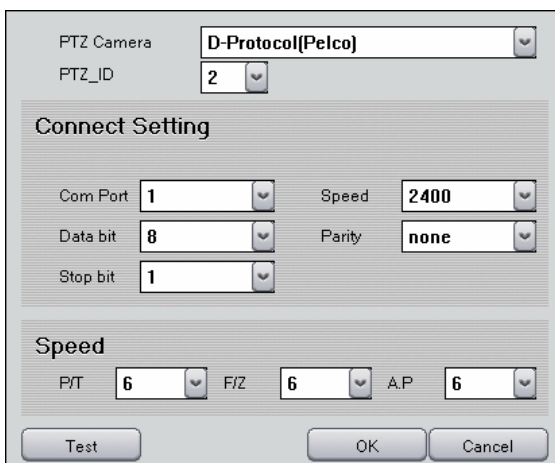 PTZ Camera D-Protocol(Pelco)
PTZ_ID 2
Connect Setting
Com Port 1 Speed 2400
Data bit 8 Parity none
Stop bit 1
Speed
P/T 6 F/Z 6 A.P 6
Test OK Cancel